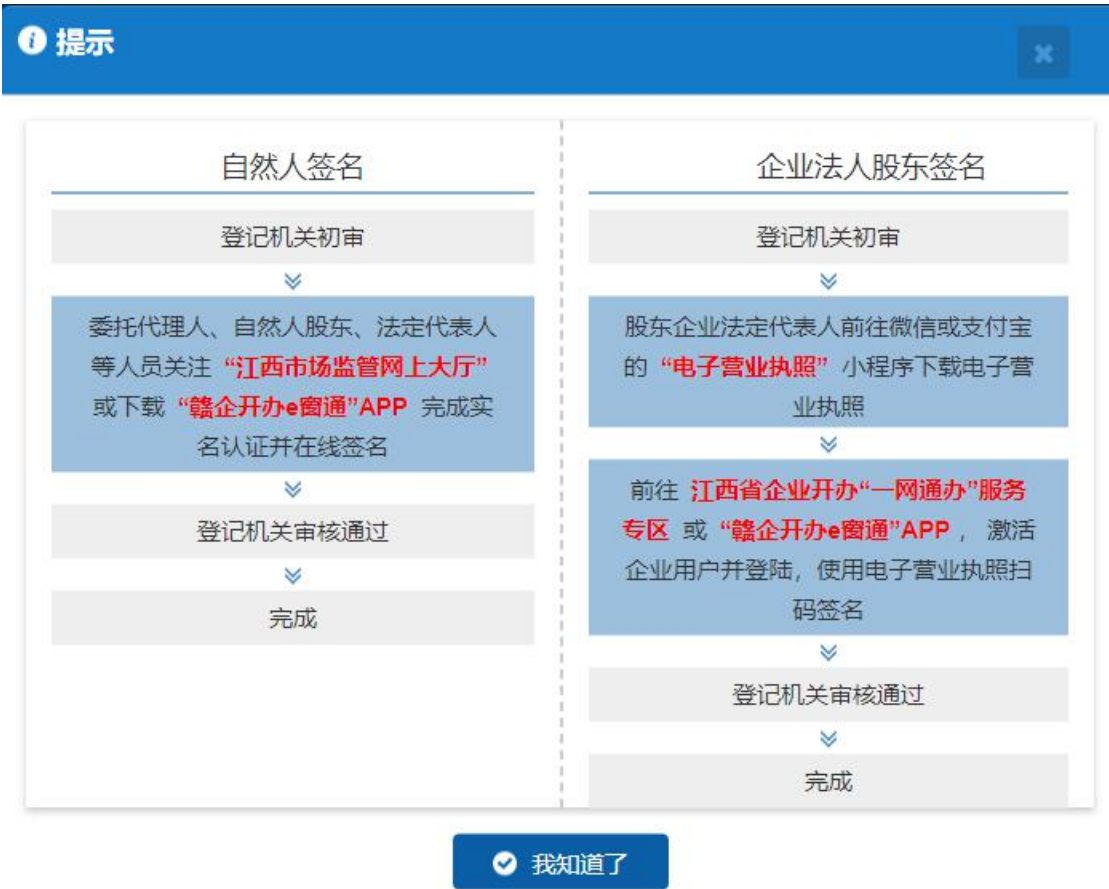 提示
自然人签名
登记机关初审
委托代理人、自然人股东、法定代表人
等人员关注“江西市场监管网上大厅”
或下载“赣企开办e窗通”APP 完成实
名认证并在线签名
登记机关审核通过
完成
企业法人股东签名
登记机关初审
股东企业法定代表人前往微信或支付宝
的“电子营业执照”小程序下载电子营
业执照
前往 江西省企业开办“一网通办”服务
专区 或“赣企开办e窗通”APP ，激活
企业用户并登陆，使用电子营业执照扫
码签名
登记机关审核通过
完成
我知道了